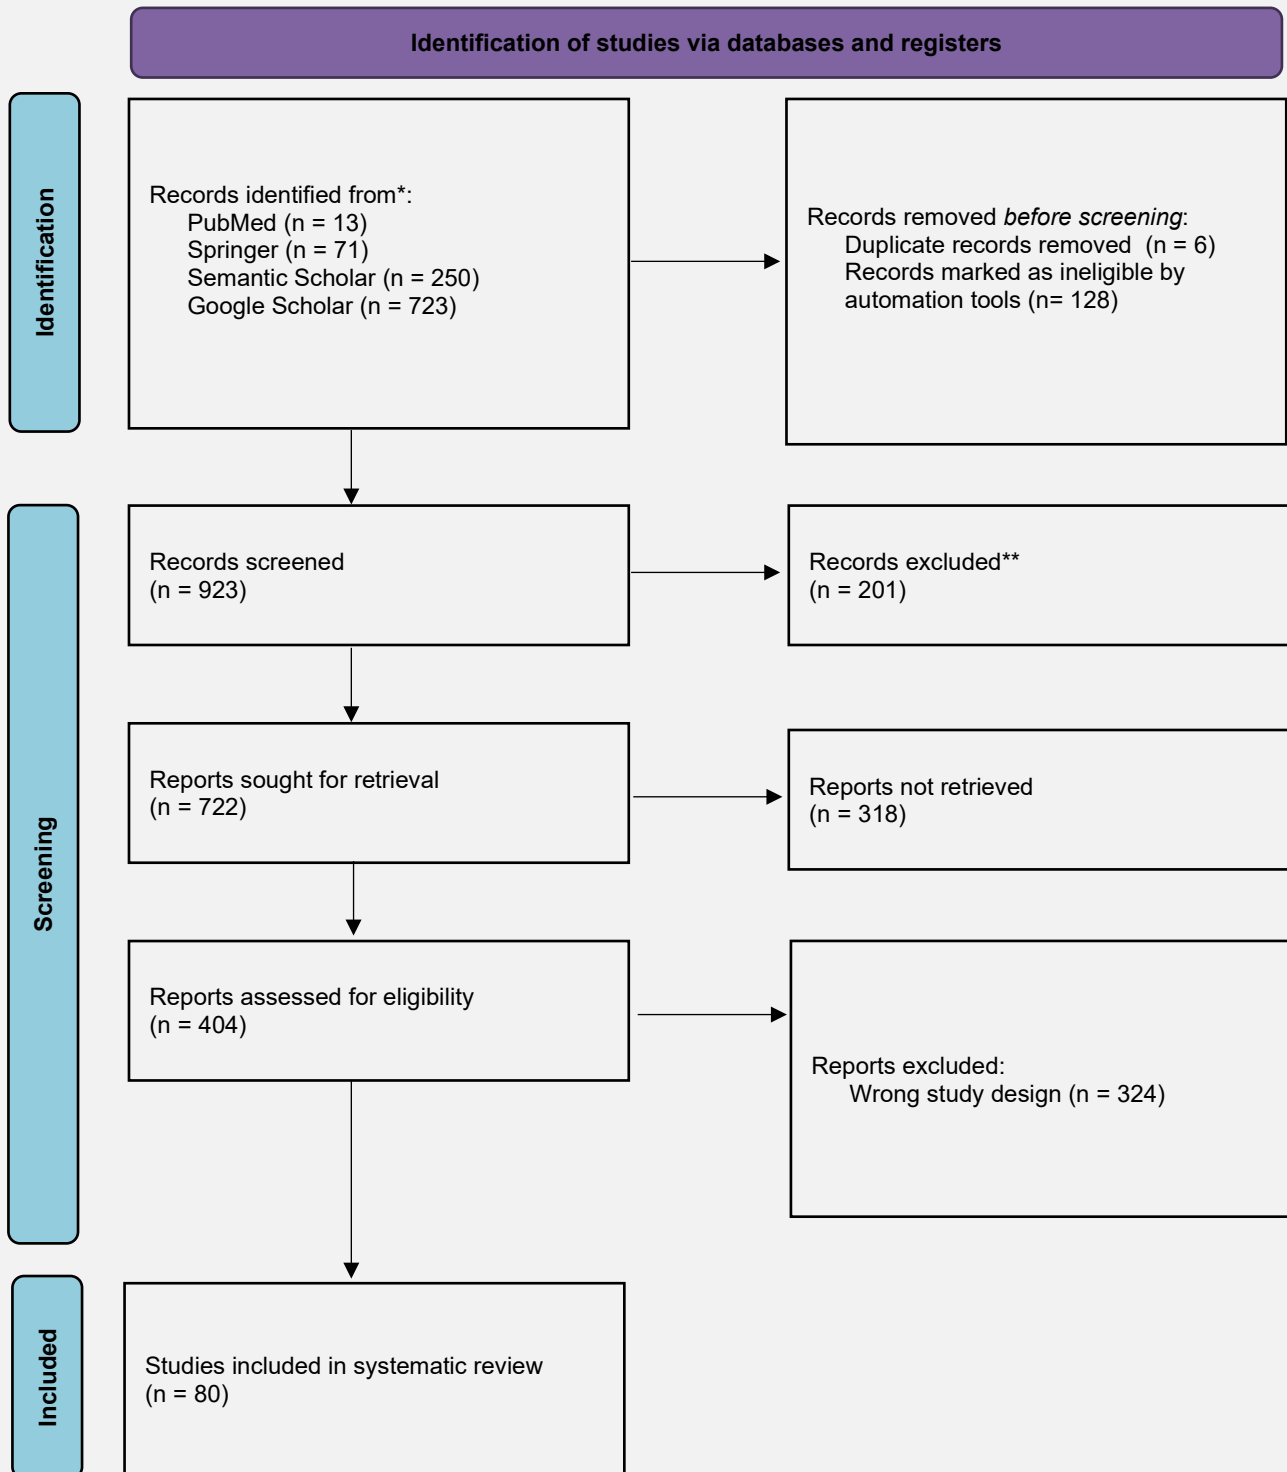 Identification of studies via databases and registers
Identification
Records identified from*:
PubMed (n = 13)
Springer (n = 71)
Semantic Scholar (n = 250)
Google Scholar (n = 723)
Records removed before screening:
Duplicate records removed (n = 6)
Records marked as ineligible by
automation tools (n= 128)
Screening
Records screened
(n = 923)
Records excluded**
(n = 201)
Reports sought for retrieval
(n = 722)
Reports not retrieved
(n = 318)
Reports assessed for eligibility
(n = 404)
Reports excluded:
Wrong study design (n = 324)
Included
Studies included in systematic review
(n = 80)